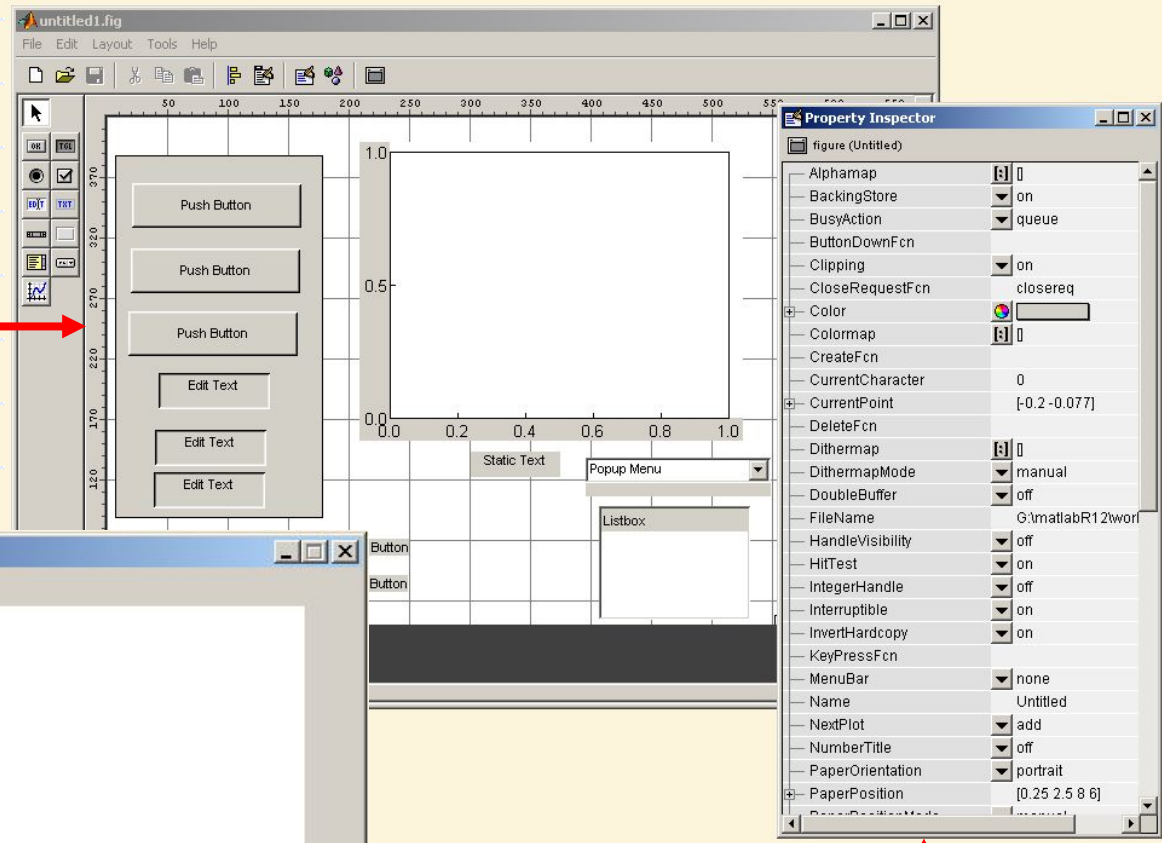 untitled1.fig
File Edit Layout Tools Help
50 100 150 200 250 300 350 400 450 500
OK TGL
EDIT TXT
370
320
270
220
170
120
Push Button
Push Button
Push Button
Edit Text
Edit Text
Edit Text
1.0
0.5
0.0
0.0 0.2 0.4 0.6 0.8 1.0
Static Text
Popup Menu
Listbox
Button
Button
Property Inspector
figure (Untitled)
Alphamap []
BackingStore on
BusyAction queue
ButtonDownFcn
Clipping on
CloseRequestFcn closereq
Color
Colormap []
CreateFcn
CurrentCharacter 0
CurrentPoint [-0.2 -0.077]
DeleteFcn
Dithermap []
DithermapMode manual
DoubleBuffer off
FileName G:\matlabR12\worl
HandleVisibility off
HitTest on
IntegerHandle off
Interruptible on
InvertHardcopy on
KeyPressFcn
MenuBar none
Name Untitled
NextPlot add
NumberTitle off
PaperOrientation portrait
PaperPosition [0.25 2.5 8 6]